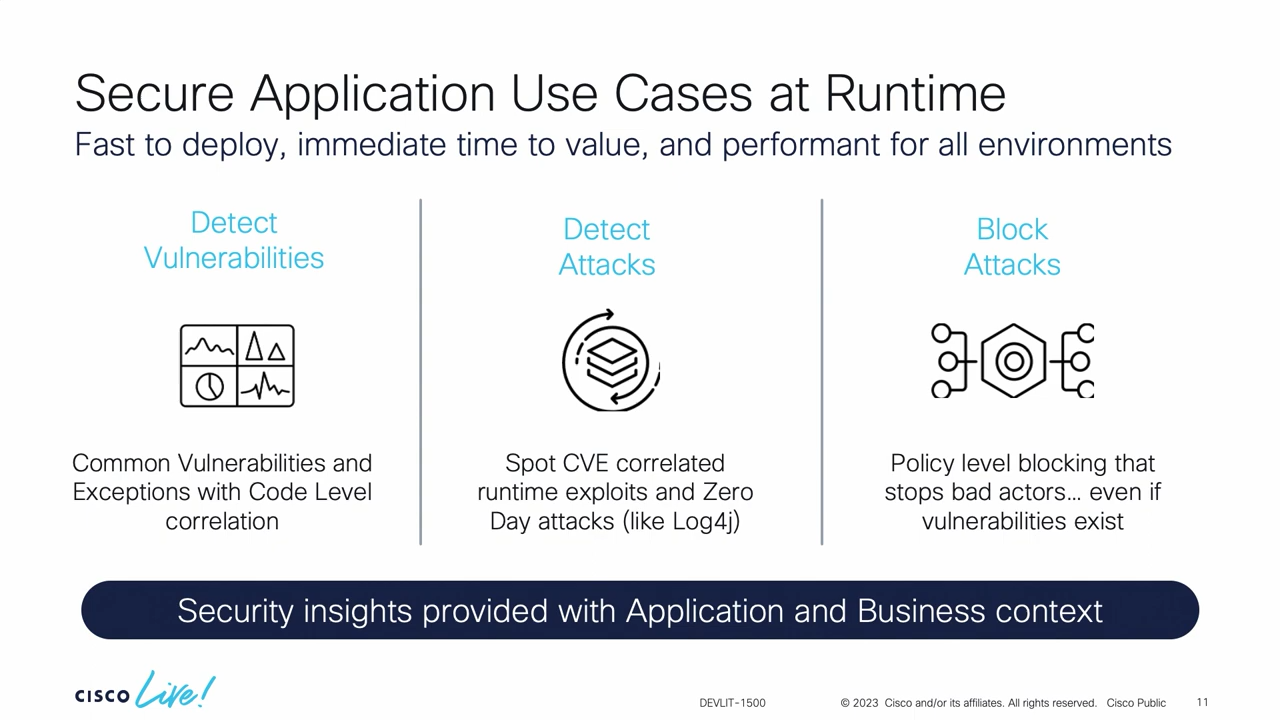 Secure Application Use Cases at Runtime
Fast to deploy, immediate time to value, and performant for all environments
Detect
Vulnerabilities
Common Vulnerabilities and
Exceptions with Code Level
correlation
Detect
Attacks
Spot CVE correlated
runtime exploits and Zero
Day attacks (like Log4j)
Block
Attacks
Policy level blocking that
stops bad actors... even if
vulnerabilities exist
Security insights provided with Application and Business context
CISCO Live!
DEVLIT-1500
© 2023 Cisco and/or its affiliates. All rights reserved. Cisco Public
11